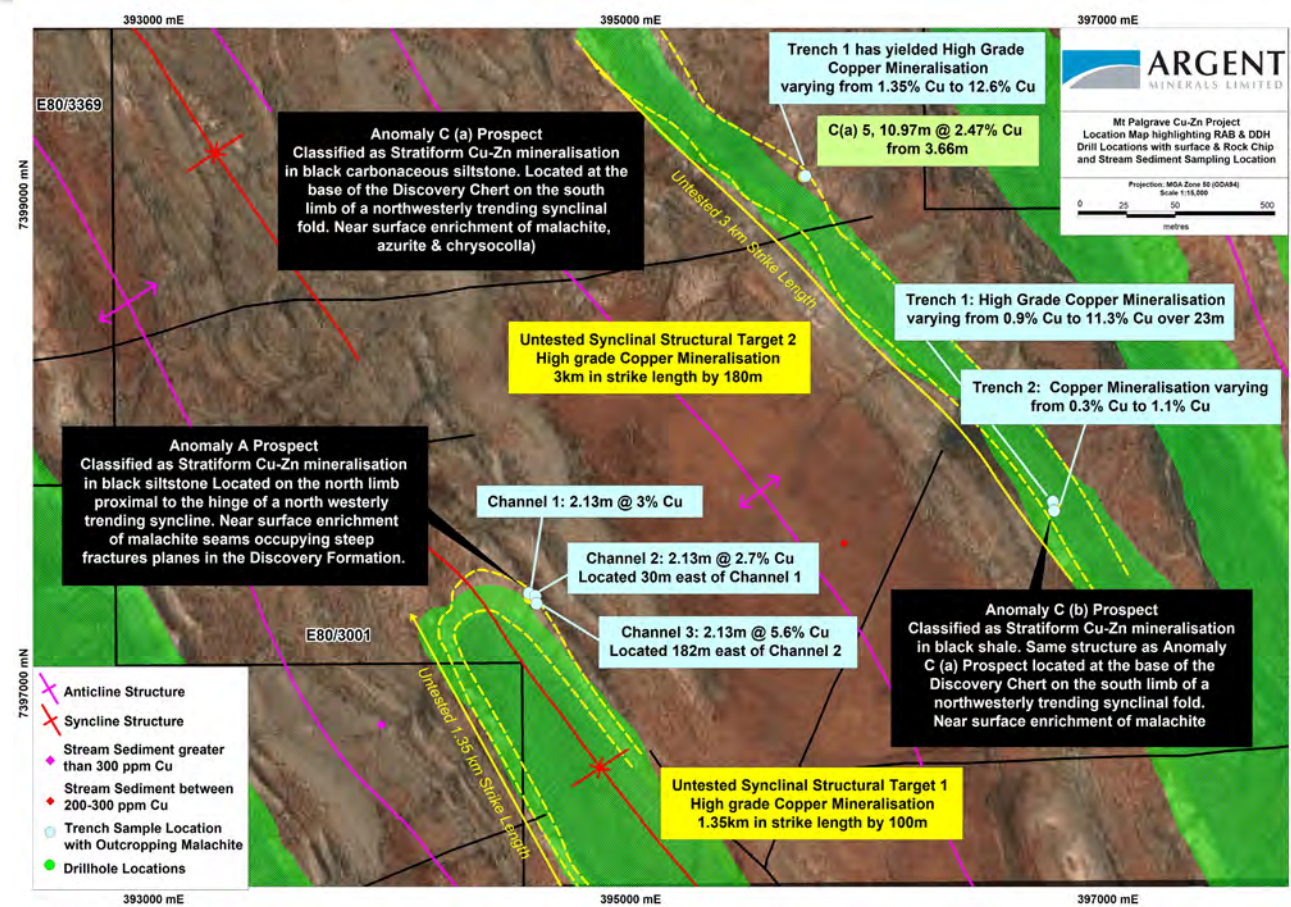 393000 mE
395000 mE
397000 mE
7399000 mN
7397000 mN
E80/3369
Anomaly C (a) Prospect
Classified as Stratiform Cu-Zn mineralisation
in black carbonaceous siltstone. Located at the
base of the Discovery Chert on the south
limb of a northwesterly trending synclinal
fold. Near surface enrichment of malachite,
azurite & chrysocolla)
Trench 1 has yielded High Grade
Copper Mineralisation
varying from 1.35% Cu to 12.6% Cu
C(a) 5, 10.97m @ 2.47% Cu
from 3.66m
ARGENT
MINERALS LIMITED
Mt Palgrave Cu-Zn Project
Location Map highlighting RAB & DDH
Drill Locations with surface & Rock Chip
and Stream Sediment Sampling Location
Projection: MGA Zone 50 (GDA94)
Scale 1:15,000
0 25 50 500
metres
Untested 3 km Strike Length
Untested Synclinal Structural Target 2
High grade Copper Mineralisation
3km in strike length by 180m
Trench 1: High Grade Copper Mineralisation
varying from 0.9% Cu to 11.3% Cu over 23m
Trench 2: Copper Mineralisation varying
from 0.3% Cu to 1.1% Cu
Anomaly A Prospect
Classified as Stratiform Cu-Zn mineralisation
in black siltstone Located on the north limb
proximal to the hinge of a north westerly
trending syncline. Near surface enrichment
of malachite seams occupying steep
fractures planes in the Discovery Formation.
Channel 1: 2.13m @ 3% Cu
Channel 2: 2.13m @ 2.7% Cu
Located 30m east of Channel 1
Channel 3: 2.13m @ 5.6% Cu
Located 182m east of Channel 2
Anomaly C (b) Prospect
Classified as Stratiform Cu-Zn mineralisation
in black shale. Same structure as Anomaly
C (a) Prospect located at the base of the
Discovery Chert on the south limb of a
northwesterly trending synclinal fold.
Near surface enrichment of malachite
E80/3001
Untested 1.35 km Strike Length
Untested Synclinal Structural Target 1
High grade Copper Mineralisation
1.35km in strike length by 100m
Anticline Structure
Syncline Structure
Stream Sediment greater
than 300 ppm Cu
Stream Sediment between
200-300 ppm Cu
Trench Sample Location
with Outcropping Malachite
Drillhole Locations
393000 mE
395000 mE
397000 mE